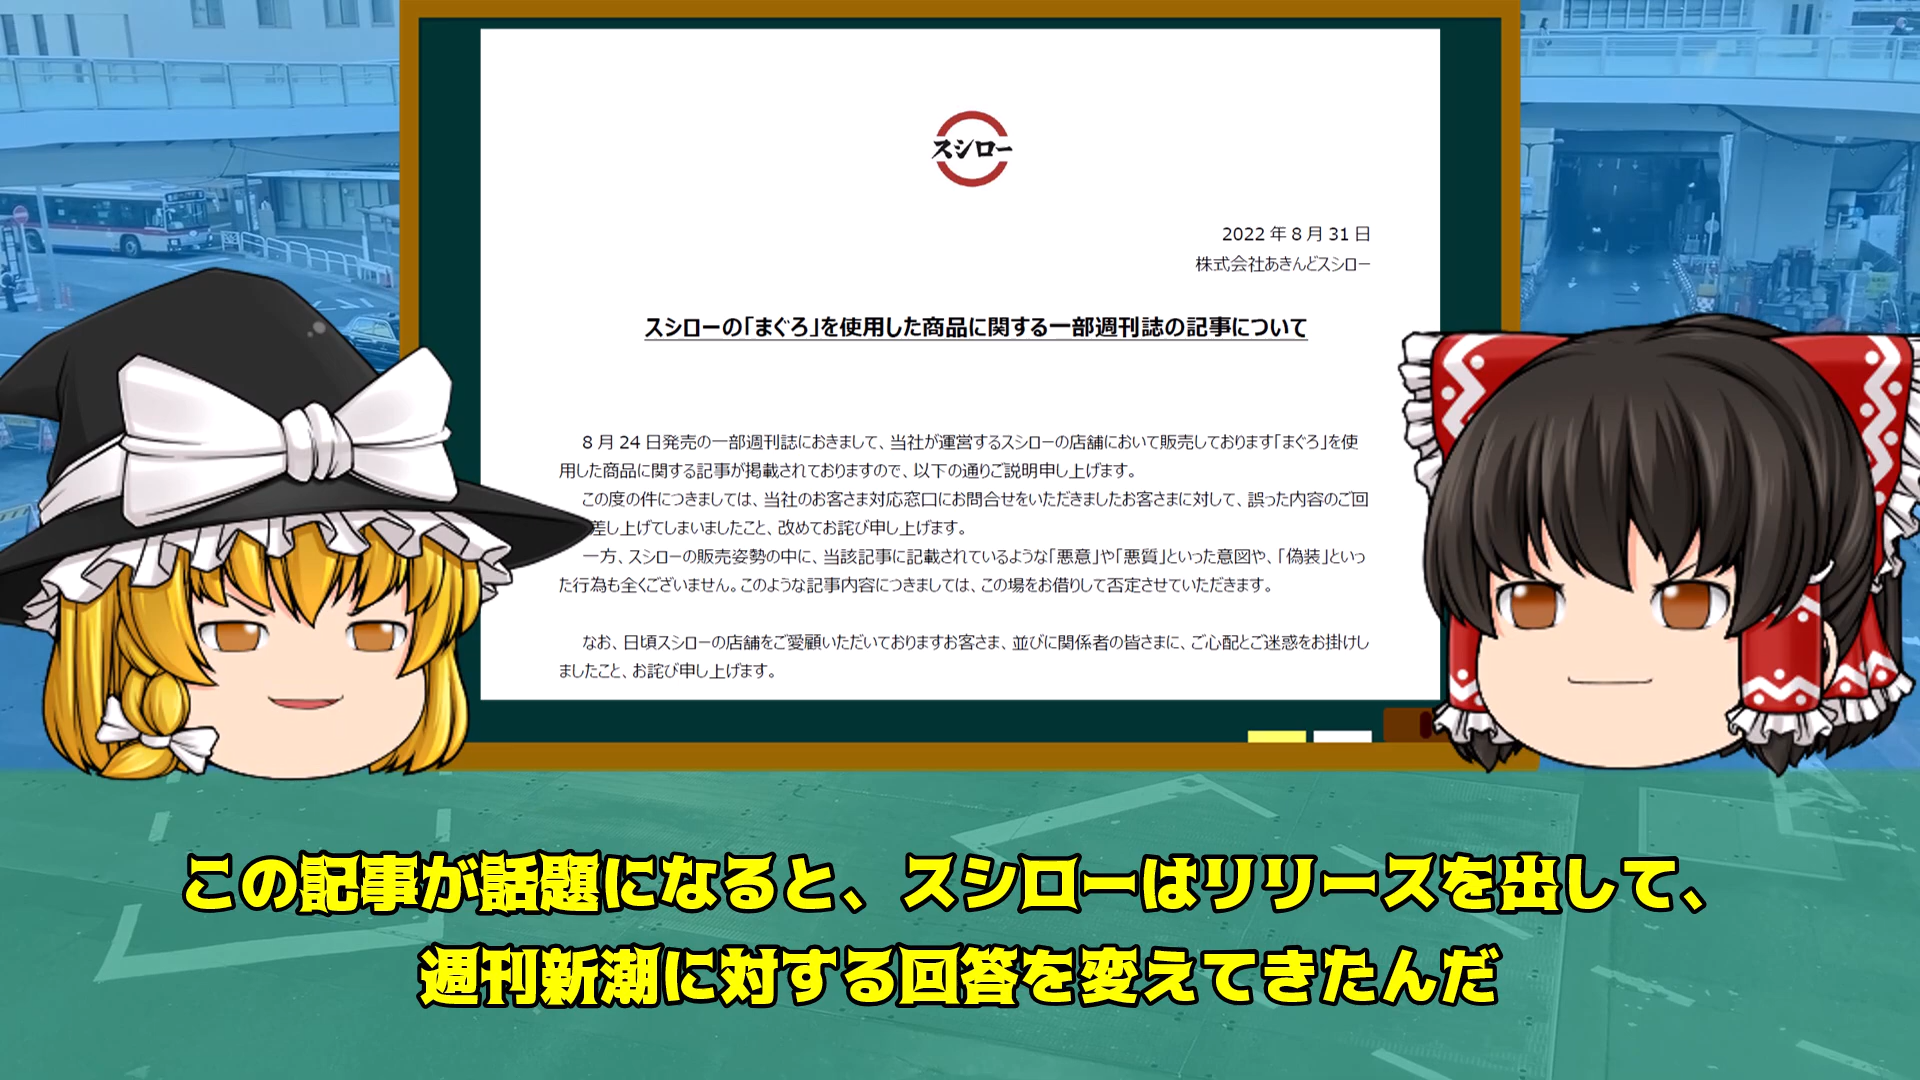 スシロー
2022 年 8 月 31 日
株式会社あきんどスシロー
スシローの「まぐろ」を使用した商品に関する一部週刊誌の記事について
8 月 24 日発売の一部週刊誌におきまして、当社が運営するスシローの店舗において販売しております「まぐろ」を使
用した商品に関する記事が掲載されておりますので、以下の通りご説明申し上げます。
この度の件につきましては、当社のお客さま対応窓口にお問合せをいただきましたお客さまに対して、誤った内容のご回
差し上げてしまいましたこと、改めてお詫び申し上げます。
一方、スシローの販売姿勢の中に、当該記事に記載されているような「悪意」や「悪質」といった意図や、「偽装」といっ
た行為も全くございません。このような記事内容につきましては、この場をお借りして否定させていただきます。
なお、日頃スシローの店舗をご愛顧いただいておりますお客さま、並びに関係者の皆さまに、ご心配とご迷惑をお掛けし
ましたこと、お詫び申し上げます。
この記事が話題になると、スシローはリリースを出して、
週刊新潮に対する回答を変えてきたんだ